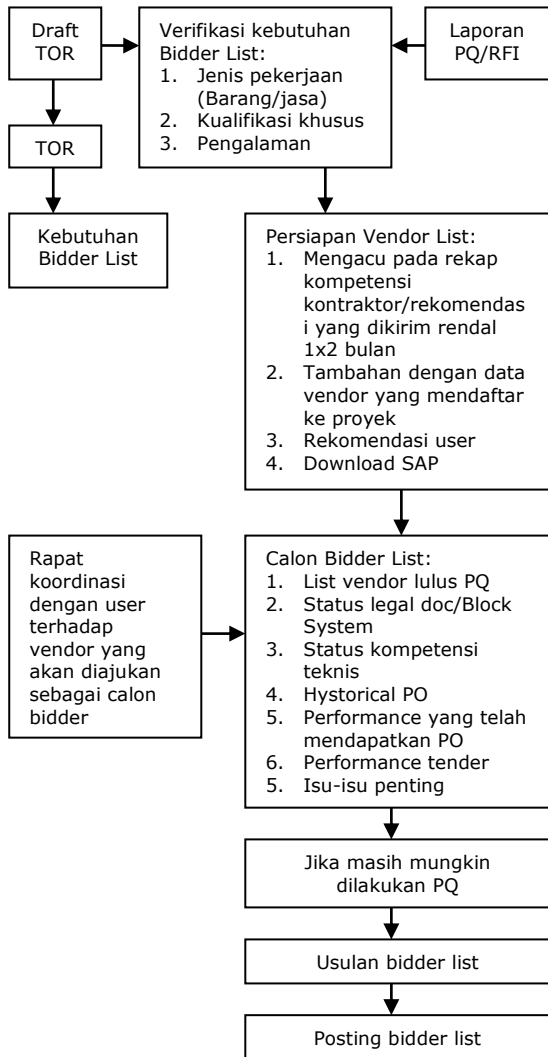 Draft
TOR
Verifikasi kebutuhan
Bidder List:
1. Jenis pekerjaan
(Barang/jasa)
2. Kualifikasi khusus
3. Pengalaman
Laporan
PQ/RFI
TOR
Kebutuhan
Bidder List
Persiapan Vendor List:
1. Mengacu pada rekap
kompetensi
kontraktor/rekomendas
i yang dikirim rendal
1x2 bulan
2. Tambahan dengan data
vendor yang mendaftar
ke proyek
3. Rekomendasi user
4. Download SAP
Rapat
koordinasi
dengan user
terhadap
vendor yang
akan diajukan
sebagai calon
bidder
Calon Bidder List:
1. List vendor lulus PQ
2. Status legal doc/Block
System
3. Status kompetensi
teknis
4. Hystorical PO
5. Performance yang telah
mendapatkan PO
6. Performance tender
5. Isu-isu penting
Jika masih mungkin
dilakukan PQ
Usulan bidder list
Posting bidder list